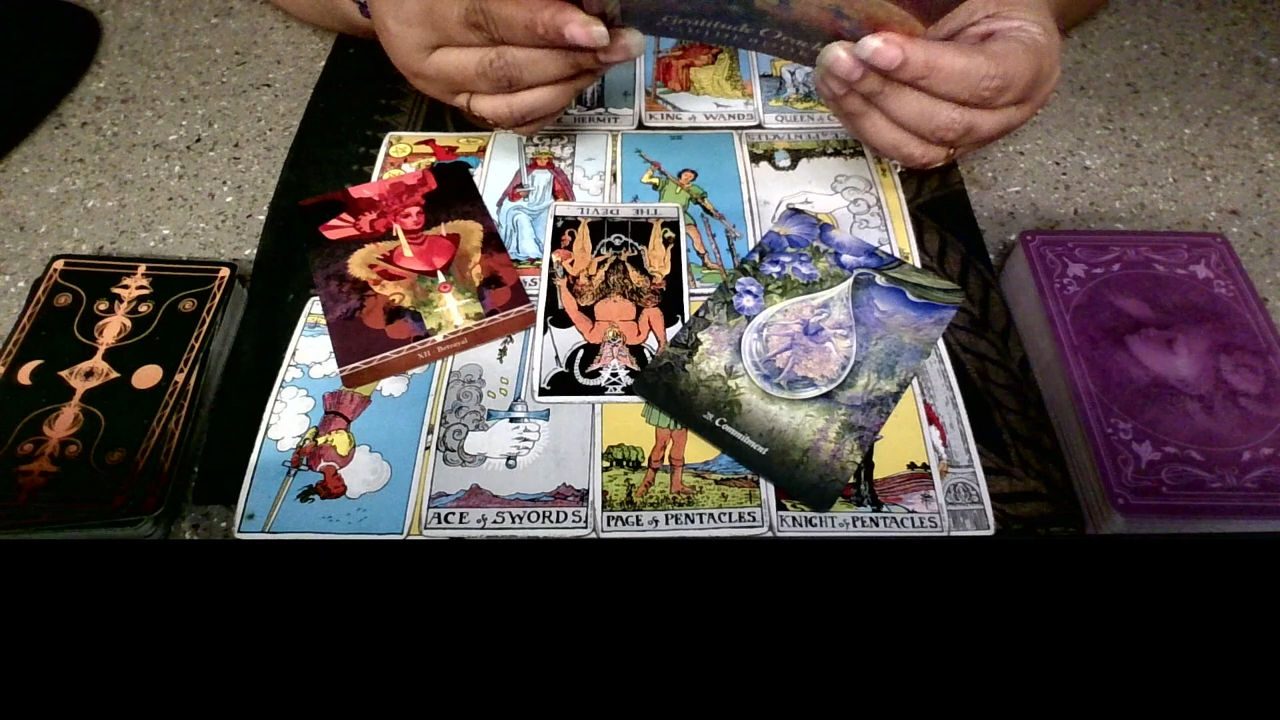 Gratitude
HERMIT
KING of WANDS
QUEEN
THE DEVIL
XII Betrayal
Commitment
ACE of SWORDS.
PAGE of PENTACLES
KNIGHT of PENTACLES